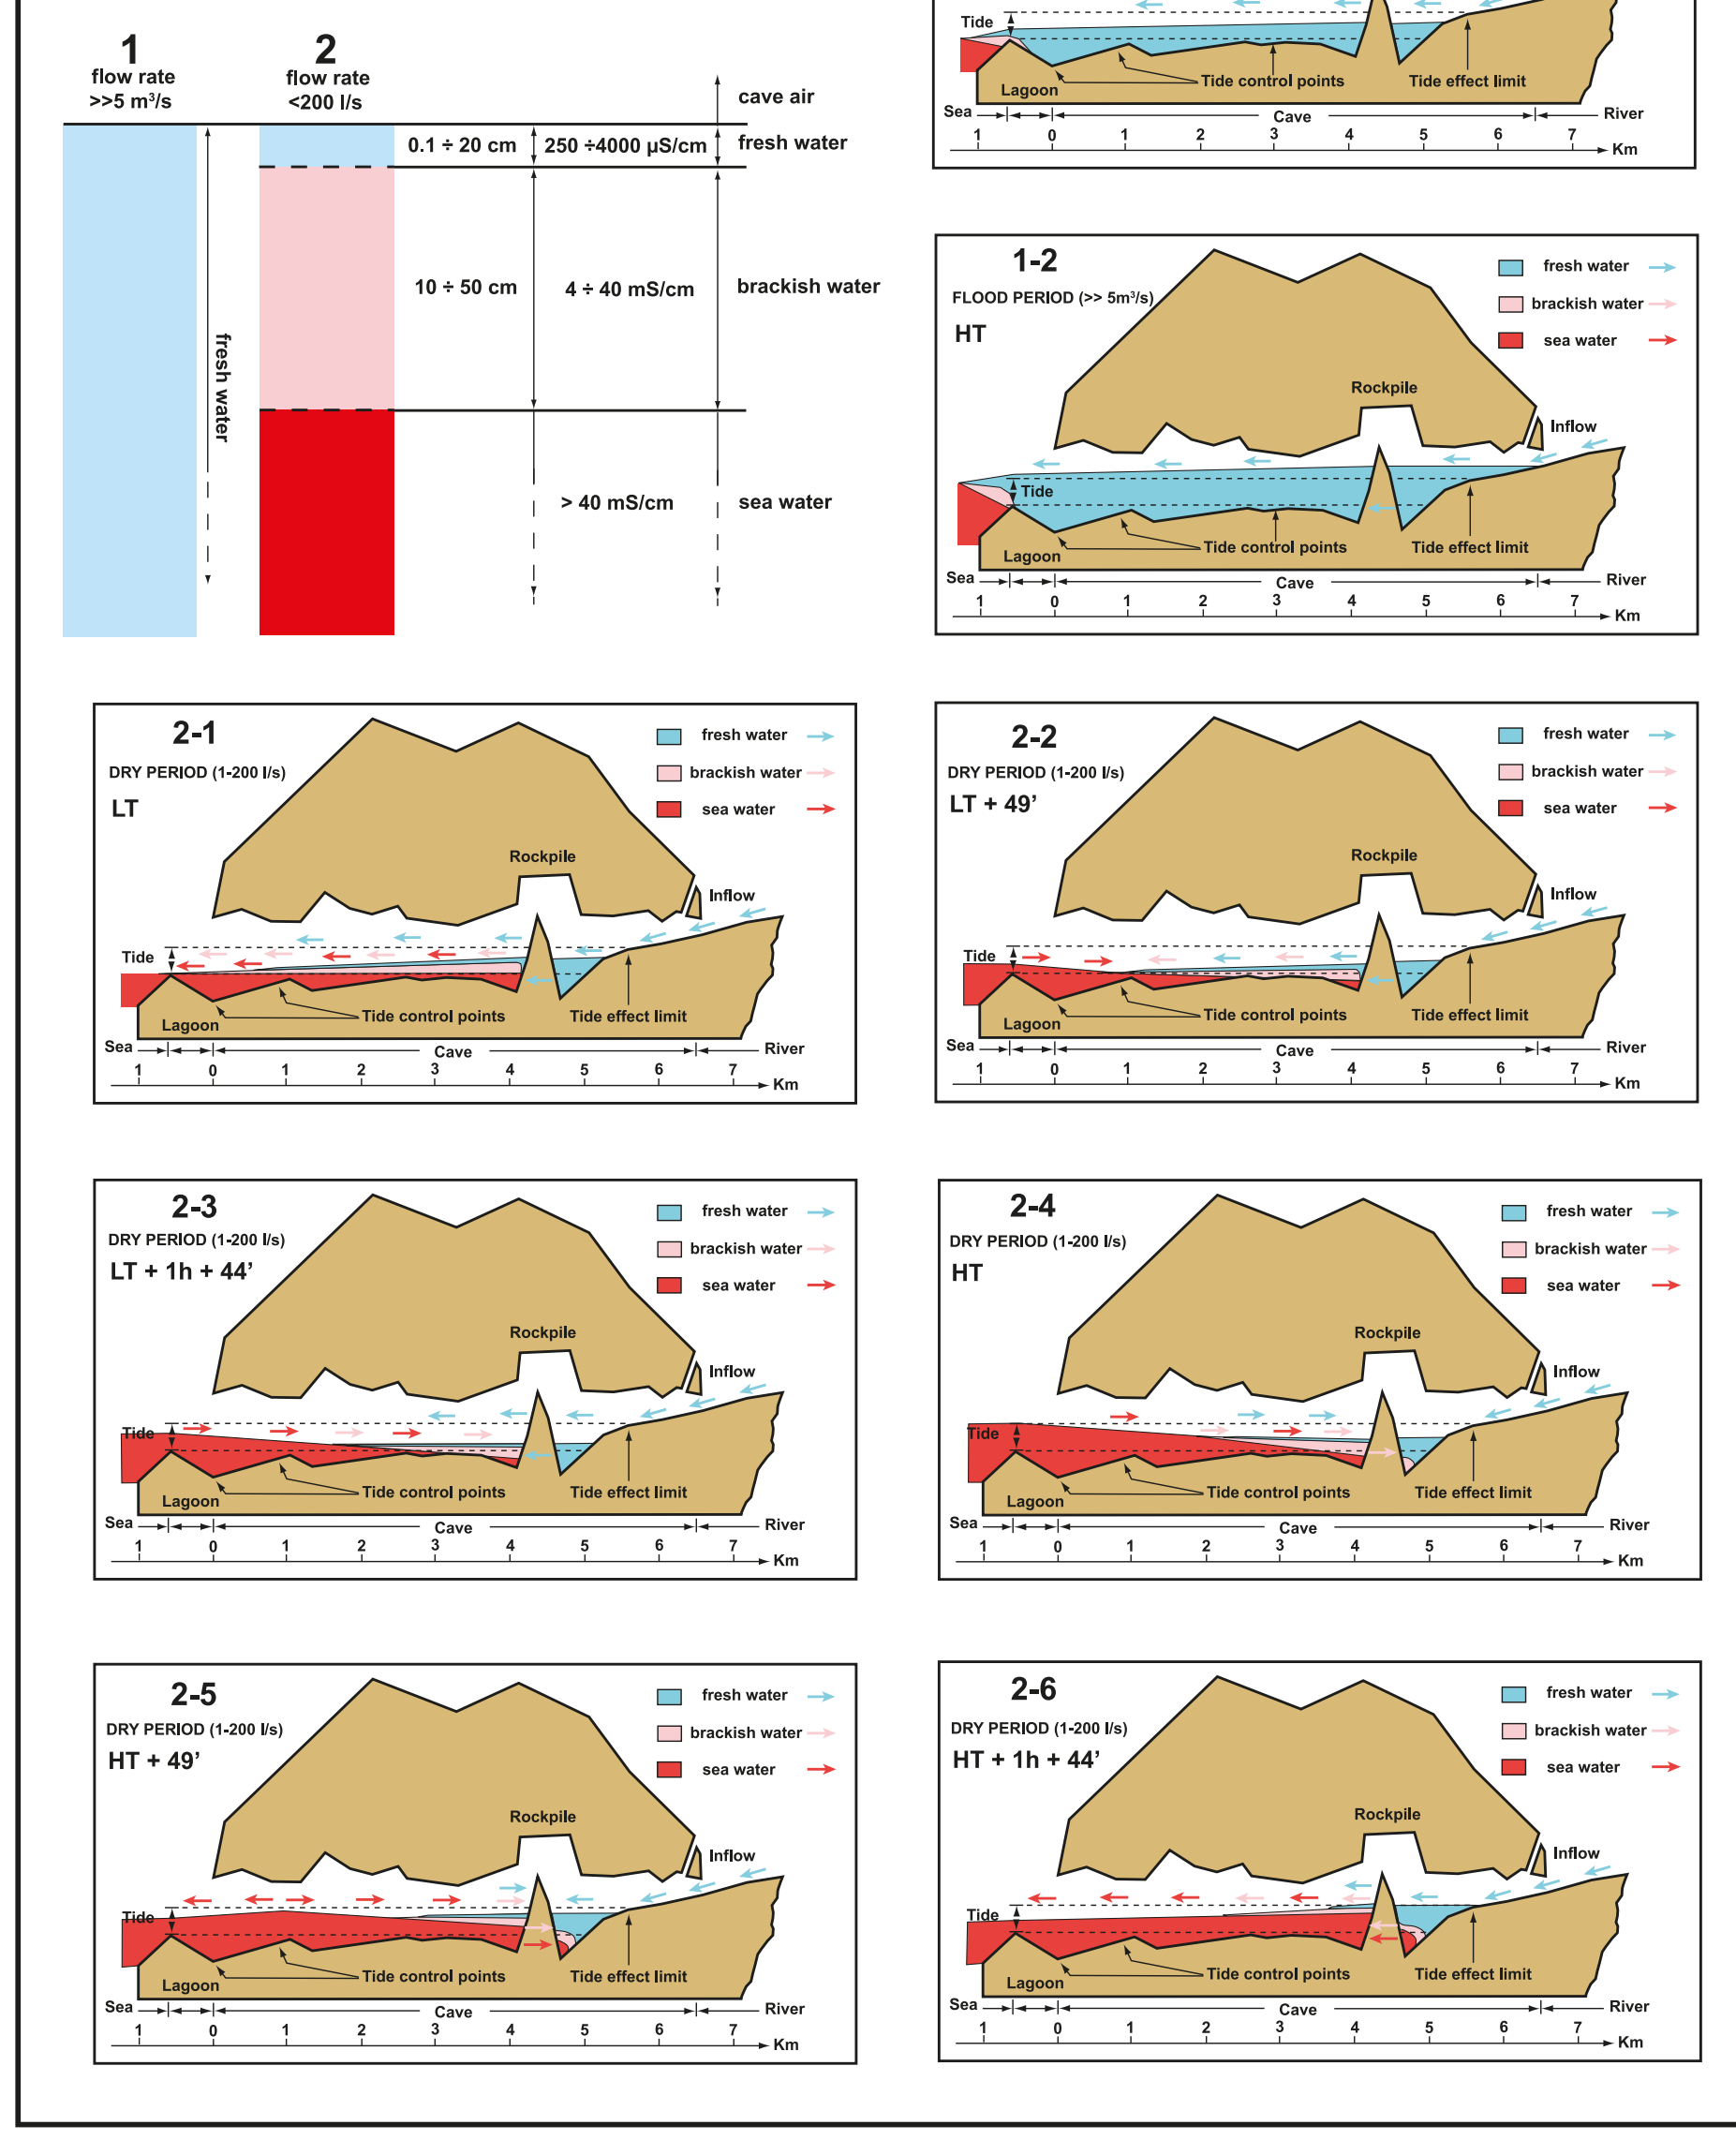 1
flow rate
>>5 m³/s
2
flow rate
<200 l/s
cave air
0.1 ÷ 20 cm
250 ÷4000 µS/cm
fresh water
fresh water
10 ÷ 50 cm
4 ÷ 40 mS/cm
brackish water
> 40 mS/cm
sea water
Tide
Tide control points
Tide effect limit
Lagoon
Sea
Cave
River
1 0 1 2 3 4 5 6 7
Km
1-2
FLOOD PERIOD (>> 5m³/s)
HT
fresh water
brackish water
sea water
Rockpile
Inflow
Tide
Tide control points
Tide effect limit
Lagoon
Sea
Cave
River
1 0 1 2 3 4 5 6 7
Km
2-1
DRY PERIOD (1-200 l/s)
LT
fresh water
brackish water
sea water
Rockpile
Inflow
Tide
Tide control points
Tide effect limit
Lagoon
Sea
Cave
River
1 0 1 2 3 4 5 6 7
Km
2-2
DRY PERIOD (1-200 l/s)
LT + 49’
fresh water
brackish water
sea water
Rockpile
Inflow
Tide
Tide control points
Tide effect limit
Lagoon
Sea
Cave
River
1 0 1 2 3 4 5 6 7
Km
2-3
DRY PERIOD (1-200 l/s)
LT + 1h + 44’
fresh water
brackish water
sea water
Rockpile
Inflow
Tide
Tide control points
Tide effect limit
Lagoon
Sea
Cave
River
1 0 1 2 3 4 5 6 7
Km
2-4
DRY PERIOD (1-200 l/s)
HT
fresh water
brackish water
sea water
Rockpile
Inflow
Tide
Tide control points
Tide effect limit
Lagoon
Sea
Cave
River
1 0 1 2 3 4 5 6 7
Km
2-5
DRY PERIOD (1-200 l/s)
HT + 49’
fresh water
brackish water
sea water
Rockpile
Inflow
Tide
Tide control points
Tide effect limit
Lagoon
Sea
Cave
River
1 0 1 2 3 4 5 6 7
Km
2-6
DRY PERIOD (1-200 l/s)
HT + 1h + 44’
fresh water
brackish water
sea water
Rockpile
Inflow
Tide
Tide control points
Tide effect limit
Lagoon
Sea
Cave
River
1 0 1 2 3 4 5 6 7
Km